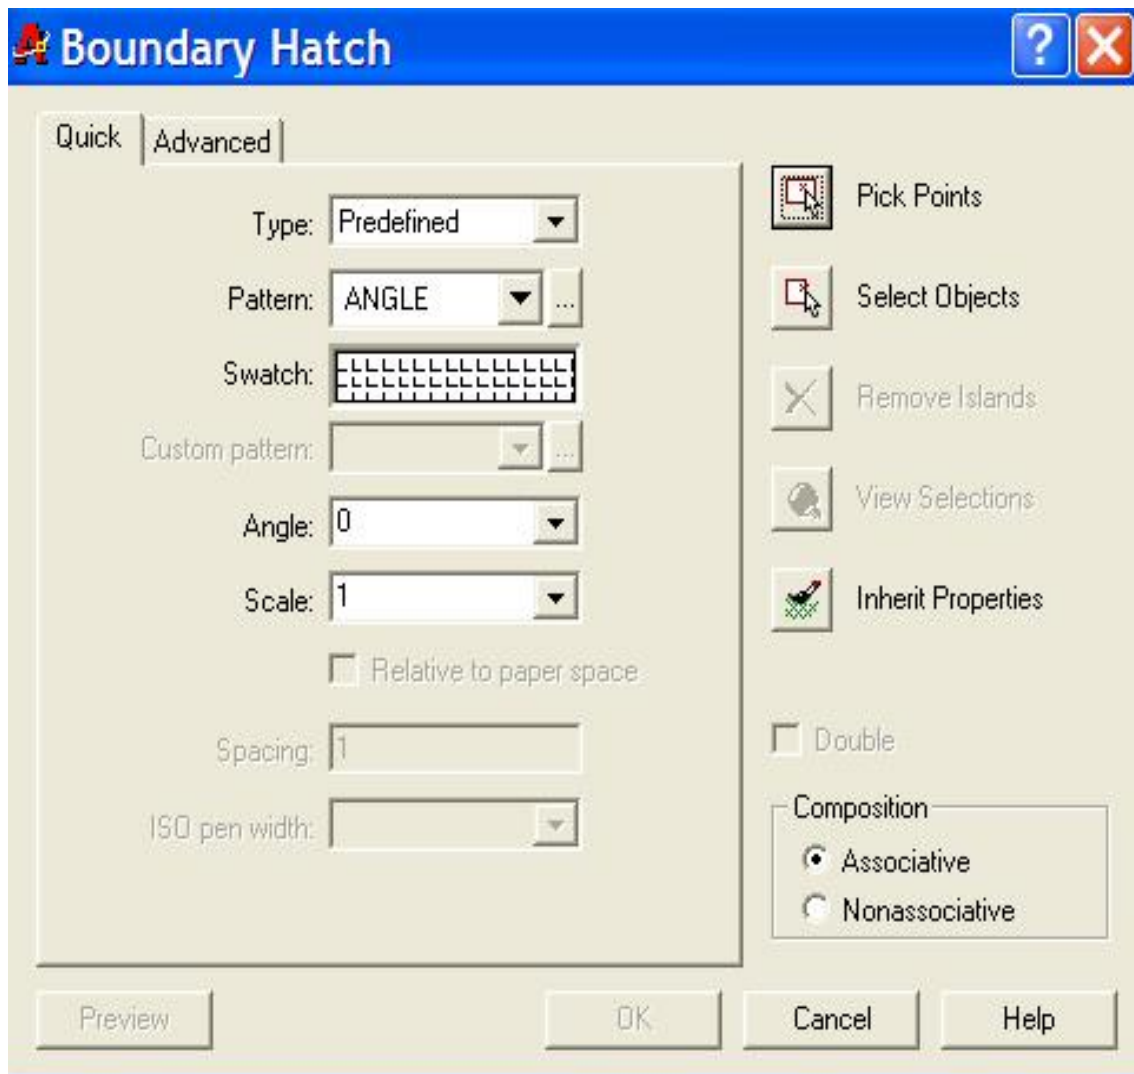 Boundary Hatch
Quick Advanced
Type: Predefined
Pattern: ANGLE ...
Swatch:
Custom pattern: ...
Angle: 0
Scale: 1
Relative to paper space
Spacing: 1
ISO pen width:
Pick Points
Select Objects
Remove Islands
View Selections
Inherit Properties
Double
Composition
Associative
Nonassociative
Preview OK Cancel Help